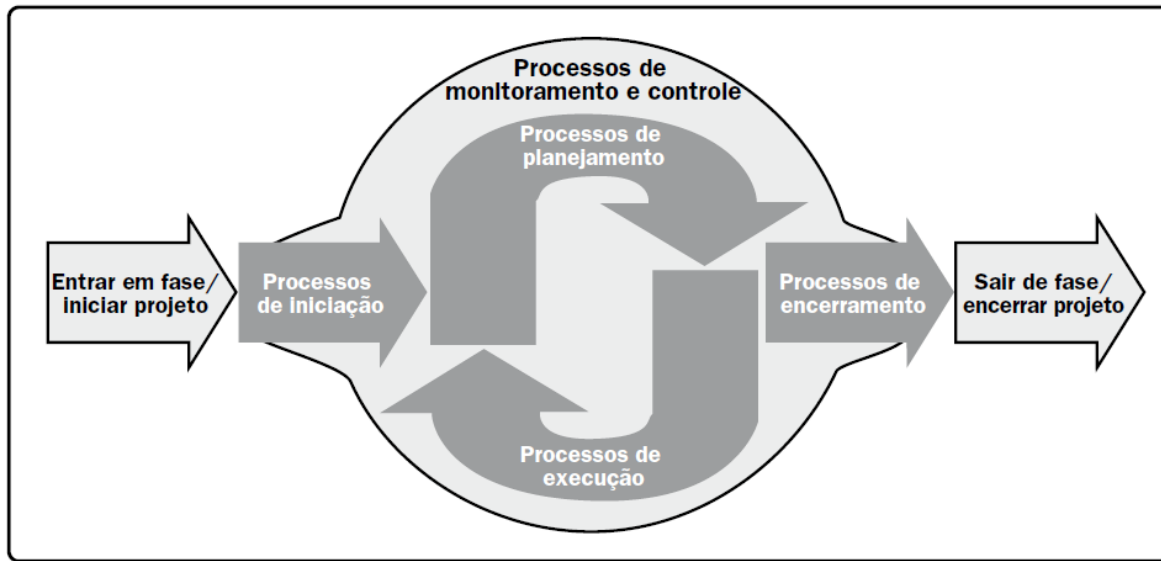 Processos de
monitoramento e controle
Processos de
planejamento
Entrar em fase/
iniciar projeto
Processos
de iniciação
Processos de
encerramento
Sair de fase/
encerrar projeto
Processos de
execução